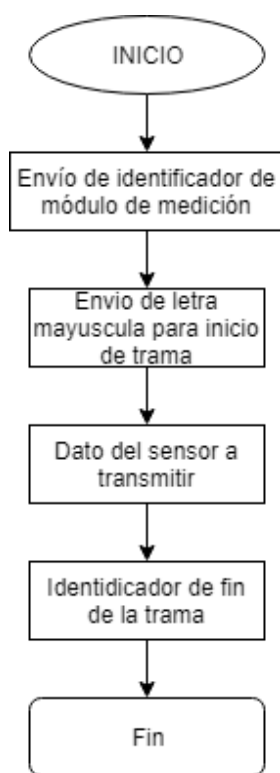 INICIO
Envío de identificador de
módulo de medición
Envio de letra
mayuscula para inicio
de trama
Dato del sensor a
transmitir
Identidicador de fin
de la trama
Fin